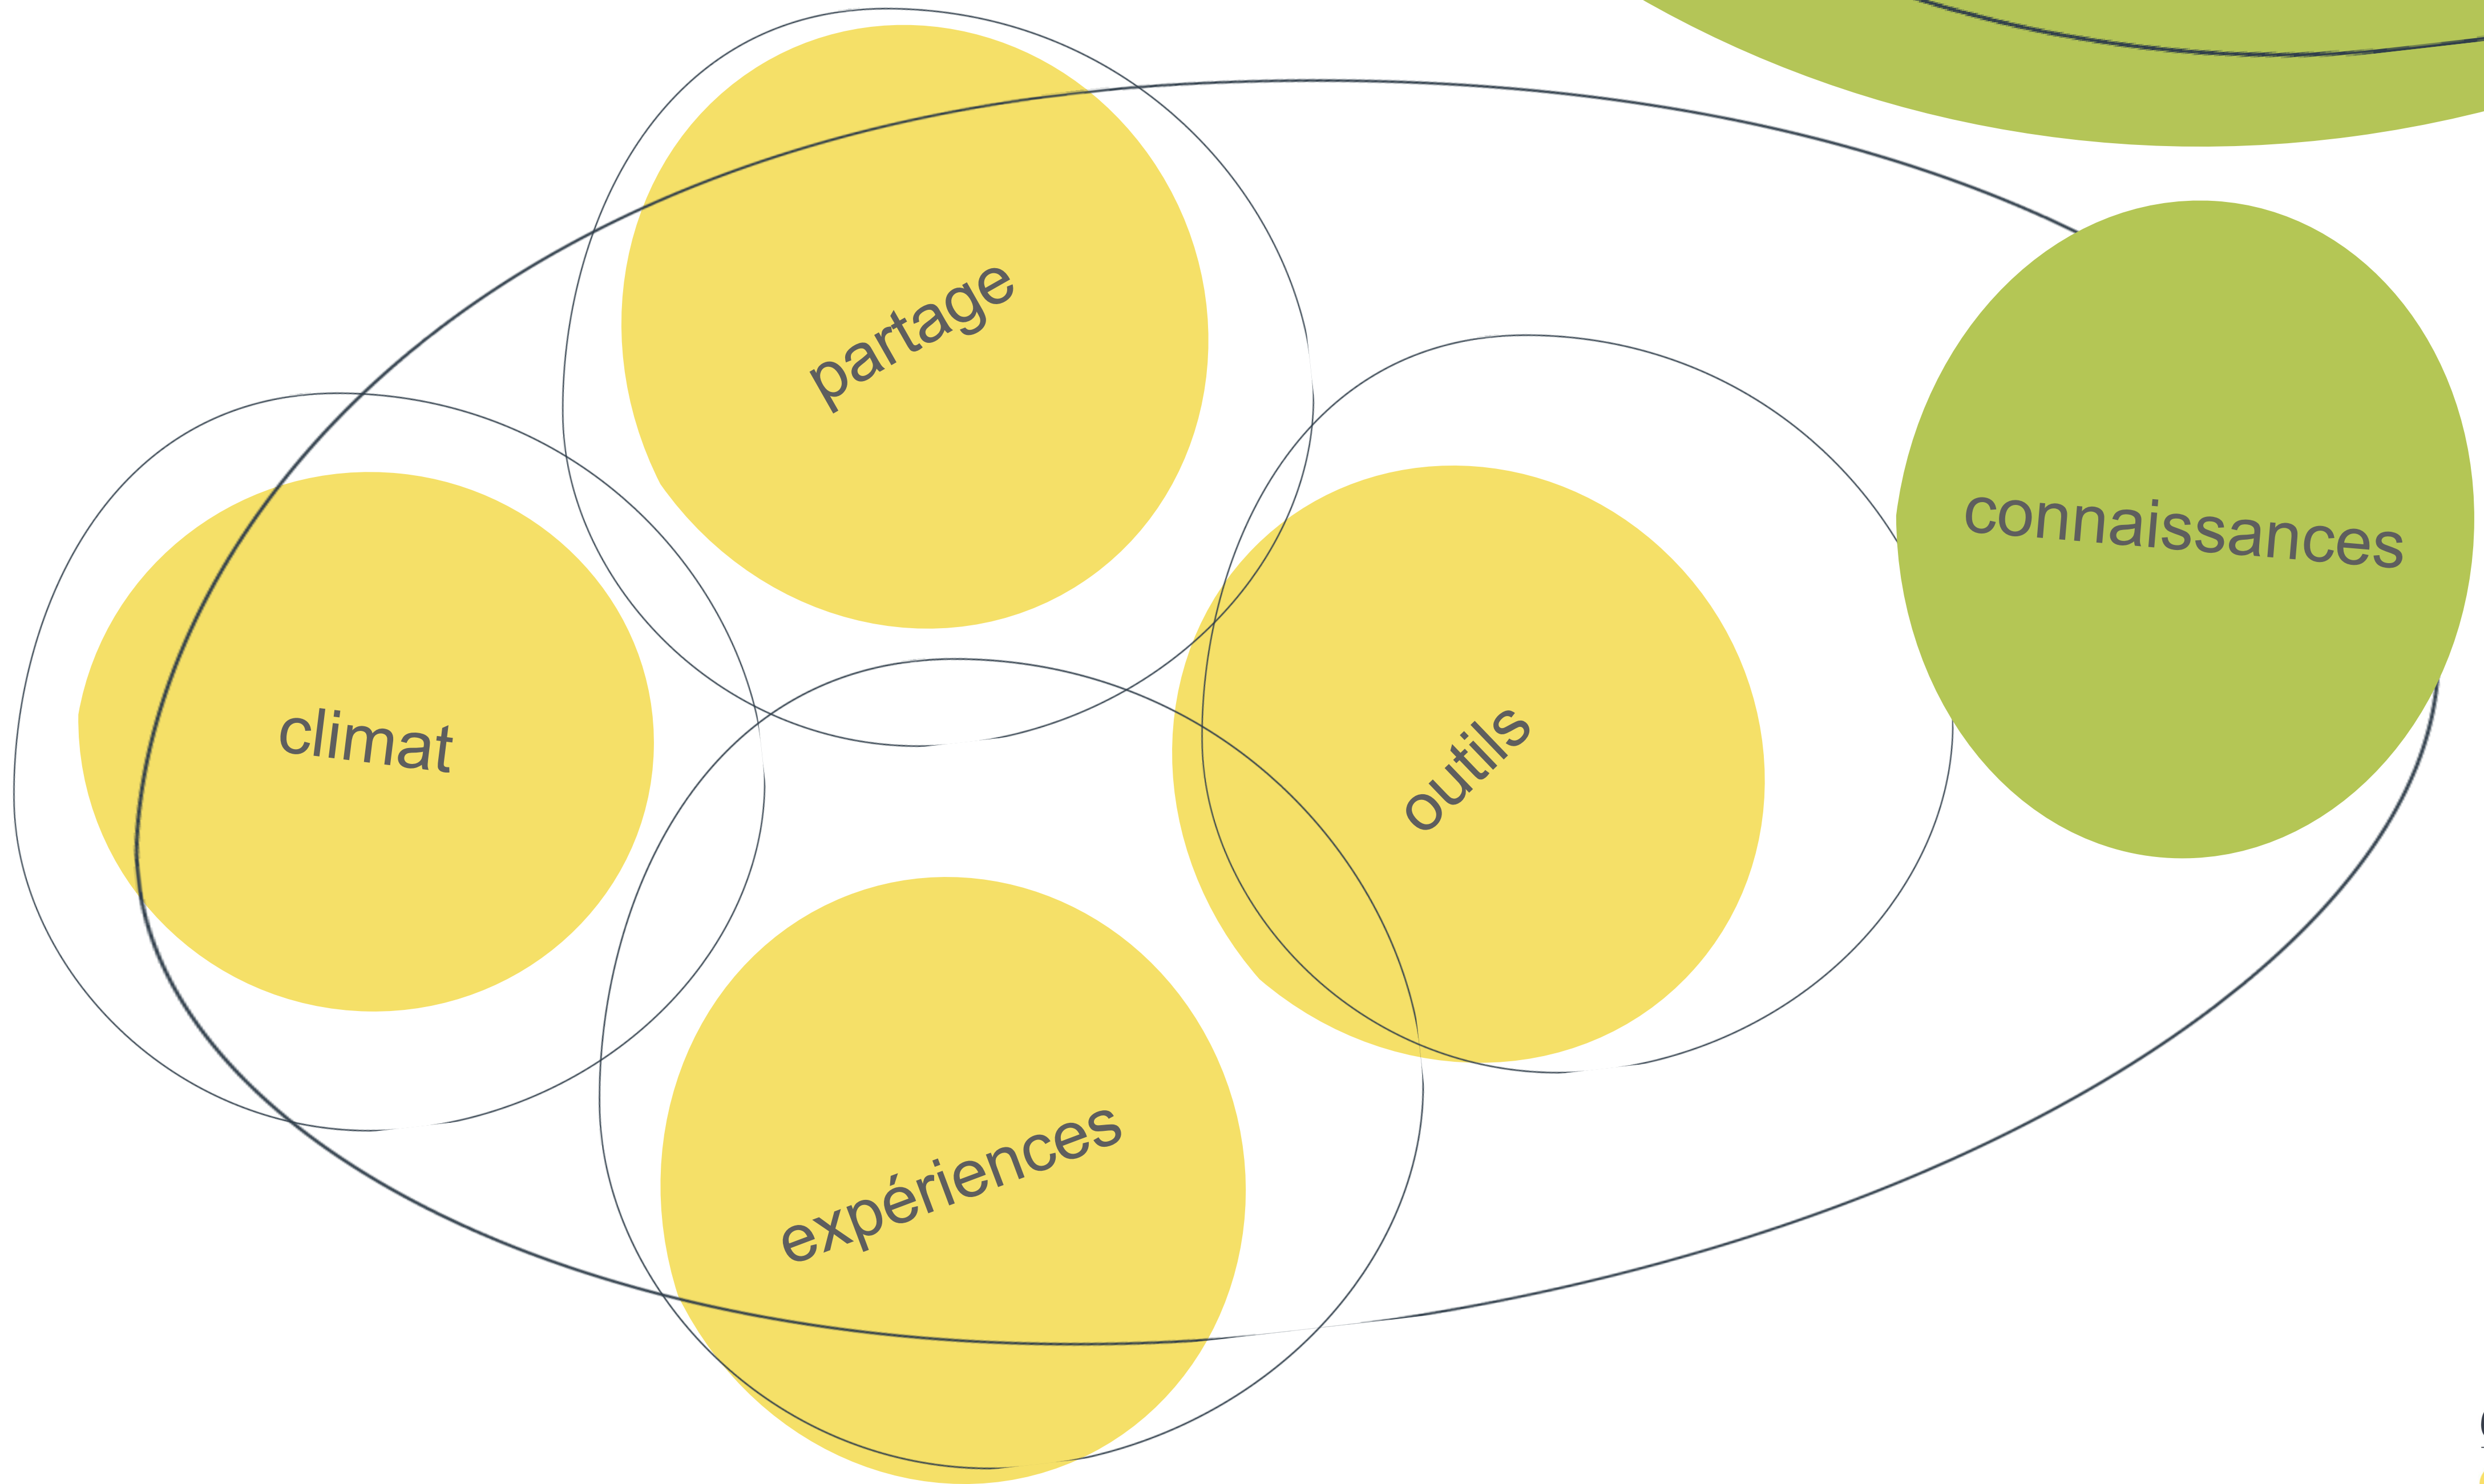 partage
connaissances
climat
outils
expériences